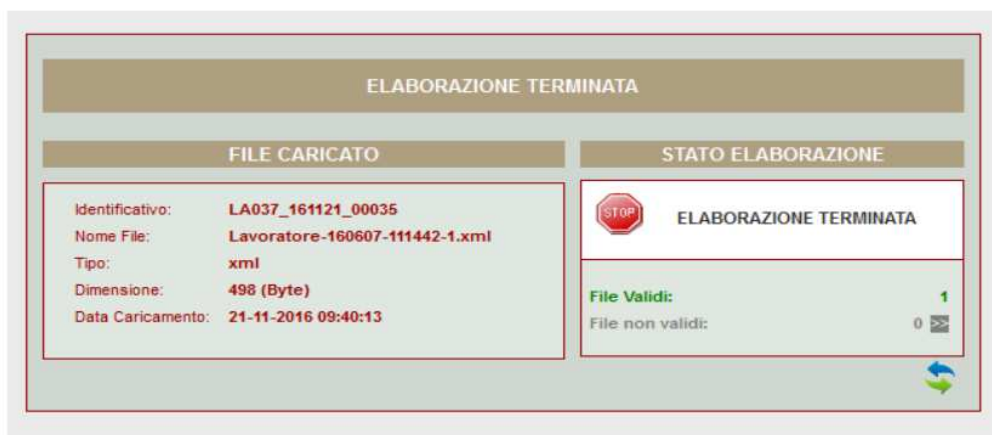 ELABORAZIONE TERMINATA
FILE CARICATO
Identificativo: LA037_161121_00035
Nome File: Lavoratore-160607-111442-1.xml
Tipo: xml
Dimensione: 498 (Byte)
Data Caricamento: 21-11-2016 09:40:13
STATO ELABORAZIONE
STOP ELABORAZIONE TERMINATA
File Validi: 1
File non validi: 0 >>